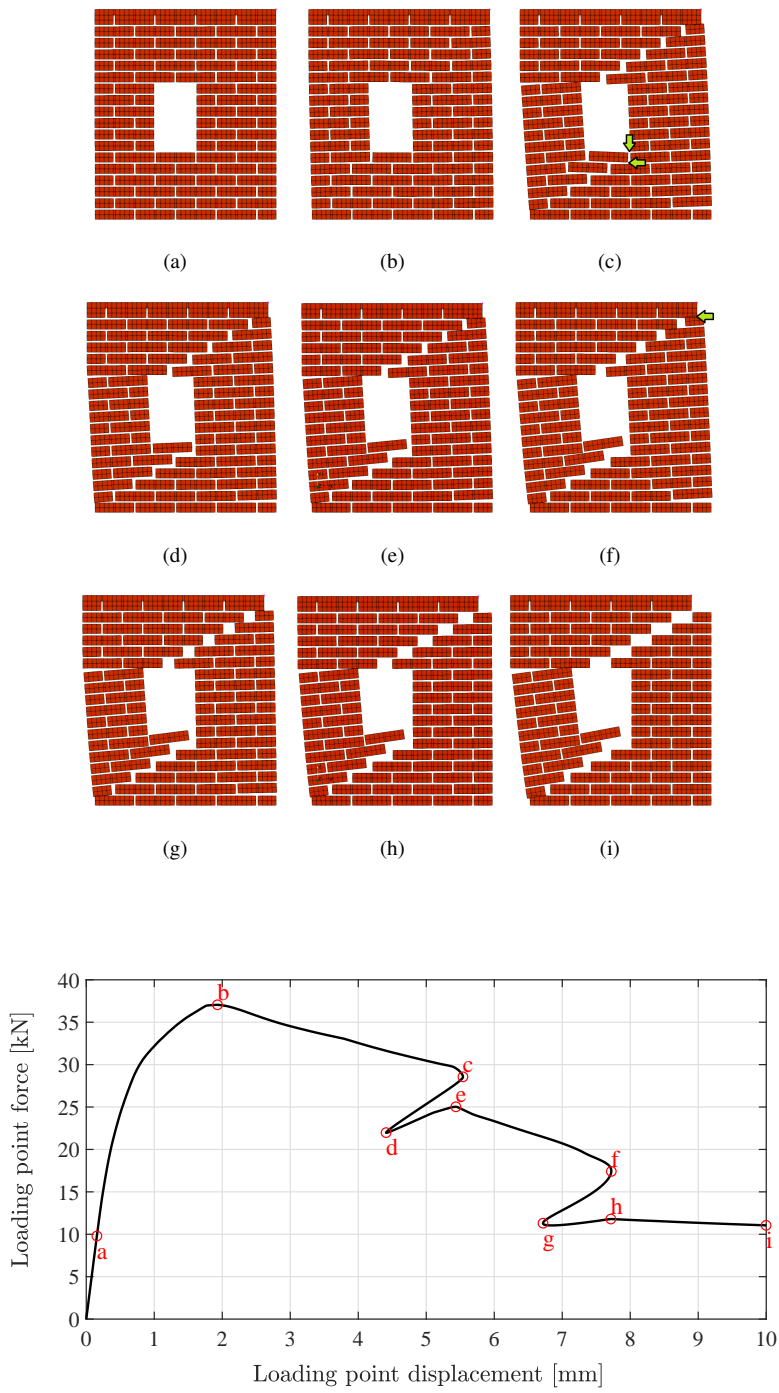 (a) (b) (c)
(d) (e) (f)
(g) (h) (i)
40
35
30
25
20
15
10
5
0
Loading point force [kN]
a
b
c
d
e
f
g
h
i
0 1 2 3 4 5 6 7 8 9 10
Loading point displacement [mm]